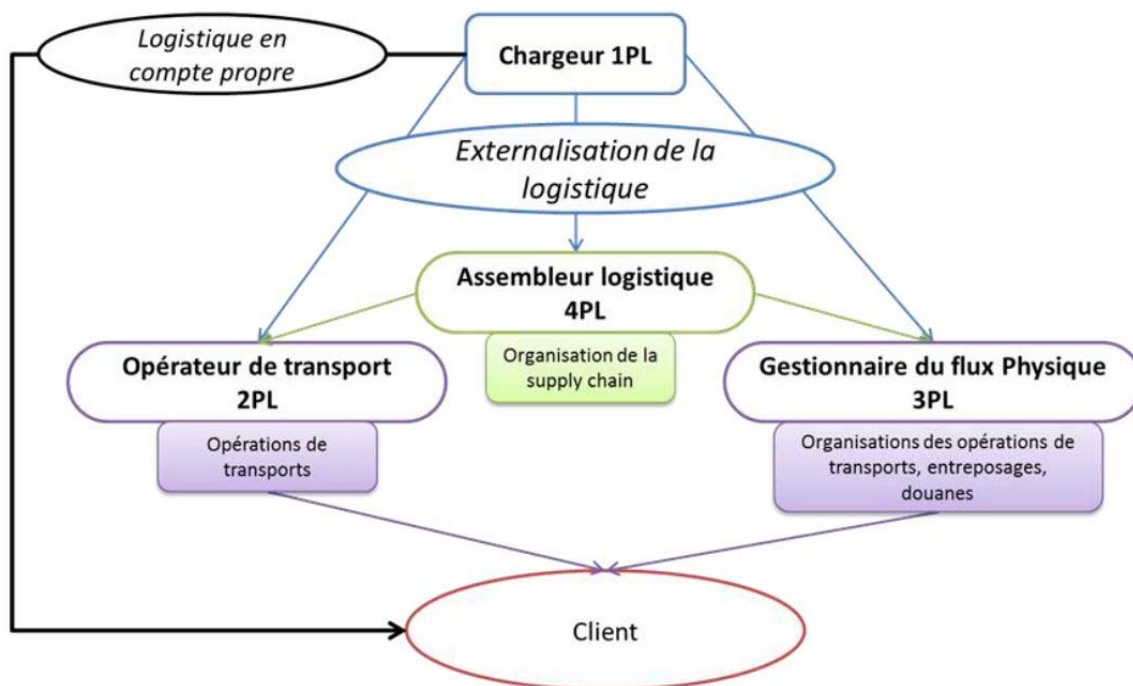 Logistique en
compte propre
Chargeur 1PL
Externalisation de la
logistique
Assembleur logistique
4PL
Organisation de la
supply chain
Opérateur de transport
2PL
Opérations de
transports
Gestionnaire du flux Physique
3PL
Organisations des opérations de
transports, entreposages,
douanes
Client